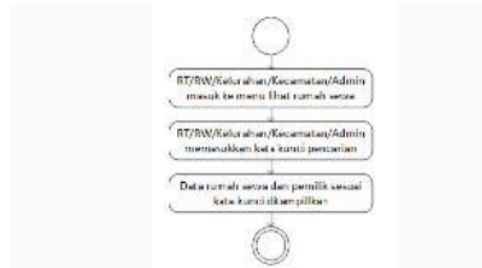 RT/RW/Kelurahan/Kecamatan/Admin
masuk ke menu lihat rumah sewa
RT/RW/Kelurahan/Kecamatan/Admin
memasukkan kata kunci pencarian
Data rumah sewa dan pemilik sesuai
kata kunci ditampilkan